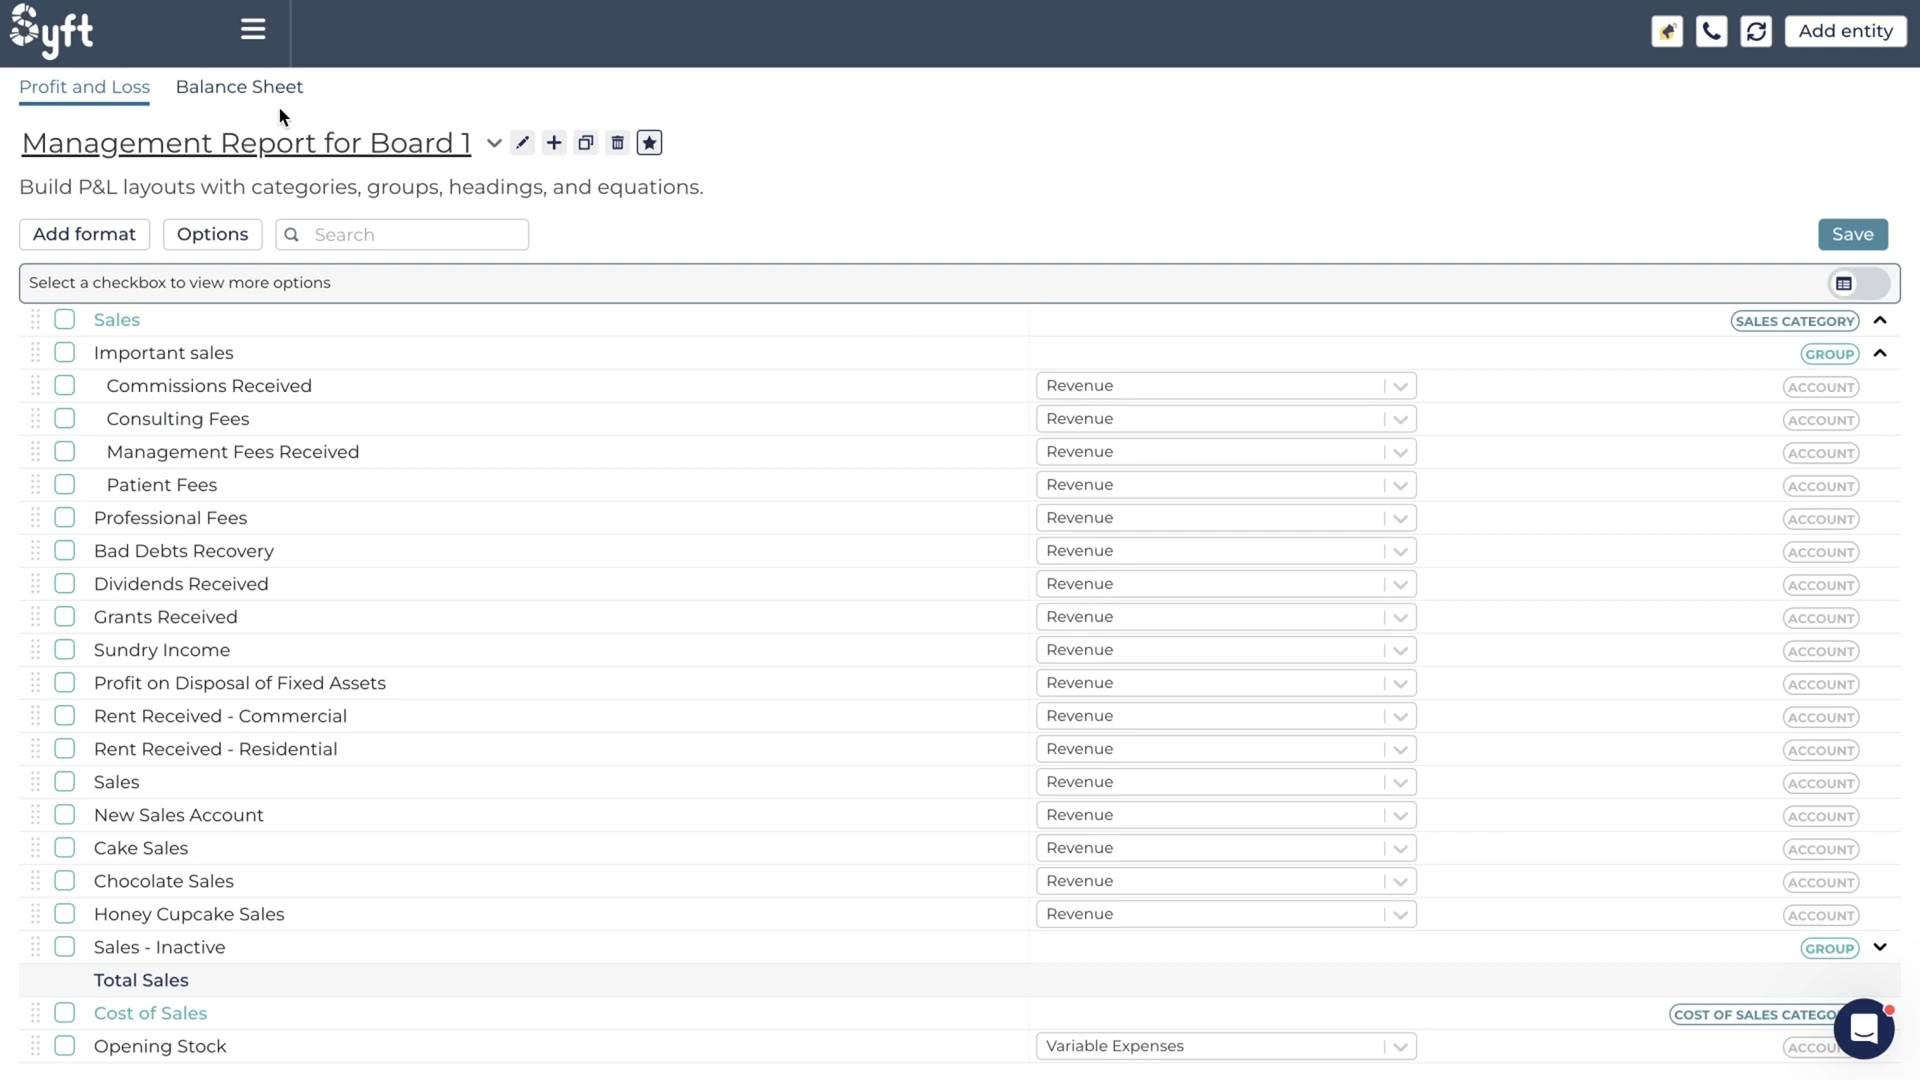 Syft
Add entity
Profit and Loss Balance Sheet
Management Report for Board 1
Build P&L layouts with categories, groups, headings, and equations.
Add format Options Search Save
Select a checkbox to view more options
Sales SALES CATEGORY
Important sales GROUP
Commissions Received Revenue ACCOUNT
Consulting Fees Revenue ACCOUNT
Management Fees Received Revenue ACCOUNT
Patient Fees Revenue ACCOUNT
Professional Fees Revenue ACCOUNT
Bad Debts Recovery Revenue ACCOUNT
Dividends Received Revenue ACCOUNT
Grants Received Revenue ACCOUNT
Sundry Income Revenue ACCOUNT
Profit on Disposal of Fixed Assets Revenue ACCOUNT
Rent Received - Commercial Revenue ACCOUNT
Rent Received - Residential Revenue ACCOUNT
Sales Revenue ACCOUNT
New Sales Account Revenue ACCOUNT
Cake Sales Revenue ACCOUNT
Chocolate Sales Revenue ACCOUNT
Honey Cupcake Sales Revenue ACCOUNT
Sales - Inactive GROUP
Total Sales
Cost of Sales COST OF SALES CATEGO
Opening Stock Variable Expenses ACCOU